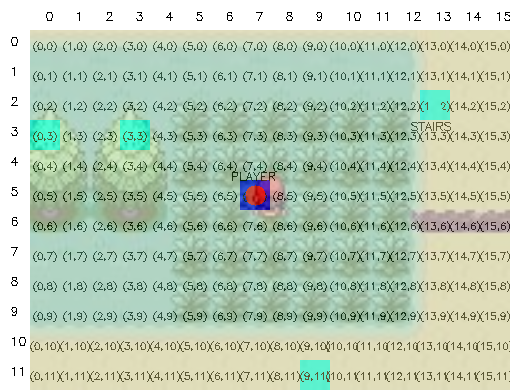 0 1 2 3 4 5 6 7 8 9 10 11 12 13 14 15
0 (0,0) (1,0) (2,0) (3,0) (4,0) (5,0) (6,0) (7,0) (8,0) (9,0) (10,0)(11,0)(12,0)(13,0)(14,0)(15,0)
1 (0,1) (1,1) (2,1) (3,1) (4,1) (5,1) (6,1) (7,1) (8,1) (9,1) (10,1)(11,1)(12,1)(13,1)(14,1)(15,1)
2 (0,2) (1,2) (2,2) (3,2) (4,2) (5,2) (6,2) (7,2) (8,2) (9,2) (10,2)(11,2)(12,2)(1 2)(14,2)(15,2)
STAIRS
3 (0,3) (1,3) (2,3) (3,3) (4,3) (5,3) (6,3) (7,3) (8,3) (9,3) (10,3)(11,3)(12,3)(13,3)(14,3)(15,3)
4 (0,4) (1,4) (2,4) (3,4) (4,4) (5,4) (6,4) (7,4) (8,4) (9,4) (10,4)(11,4)(12,4)(13,4)(14,4)(15,4)
PLAYER
5 (0,5) (1,5) (2,5) (3,5) (4,5) (5,5) (6,5) (8,5) (9,5) (10,5)(11,5)(12,5)(13,5)(14,5)(15,5)
6 (0,6) (1,6) (2,6) (3,6) (4,6) (5,6) (6,6) (7,6) (8,6) (9,6) (10,6)(11,6)(12,6)(13,6)(14,6)(15,6)
7 (0,7) (1,7) (2,7) (3,7) (4,7) (5,7) (6,7) (7,7) (8,7) (9,7) (10,7)(11,7)(12,7)(13,7)(14,7)(15,7)
8 (0,8) (1,8) (2,8) (3,8) (4,8) (5,8) (6,8) (7,8) (8,8) (9,8) (10,8)(11,8)(12,8)(13,8)(14,8)(15,8)
9 (0,9) (1,9) (2,9) (3,9) (4,9) (5,9) (6,9) (7,9) (8,9) (9,9) (10,9)(11,9)(12,9)(13,9)(14,9)(15,9)
10 (0,10)(1,10)(2,10)(3,10)(4,10)(5,10)(6,10)(7,10)(8,10)(9,10)(10,10)(11,10)(12,10)(13,10)(14,10)(15,10)
11 (0,11)(1,11)(2,11)(3,11)(4,11)(5,11)(6,11)(7,11)(8,11)(9,11)(10,11)(11,11)(12,11)(13,11)(14,11)(15,11)